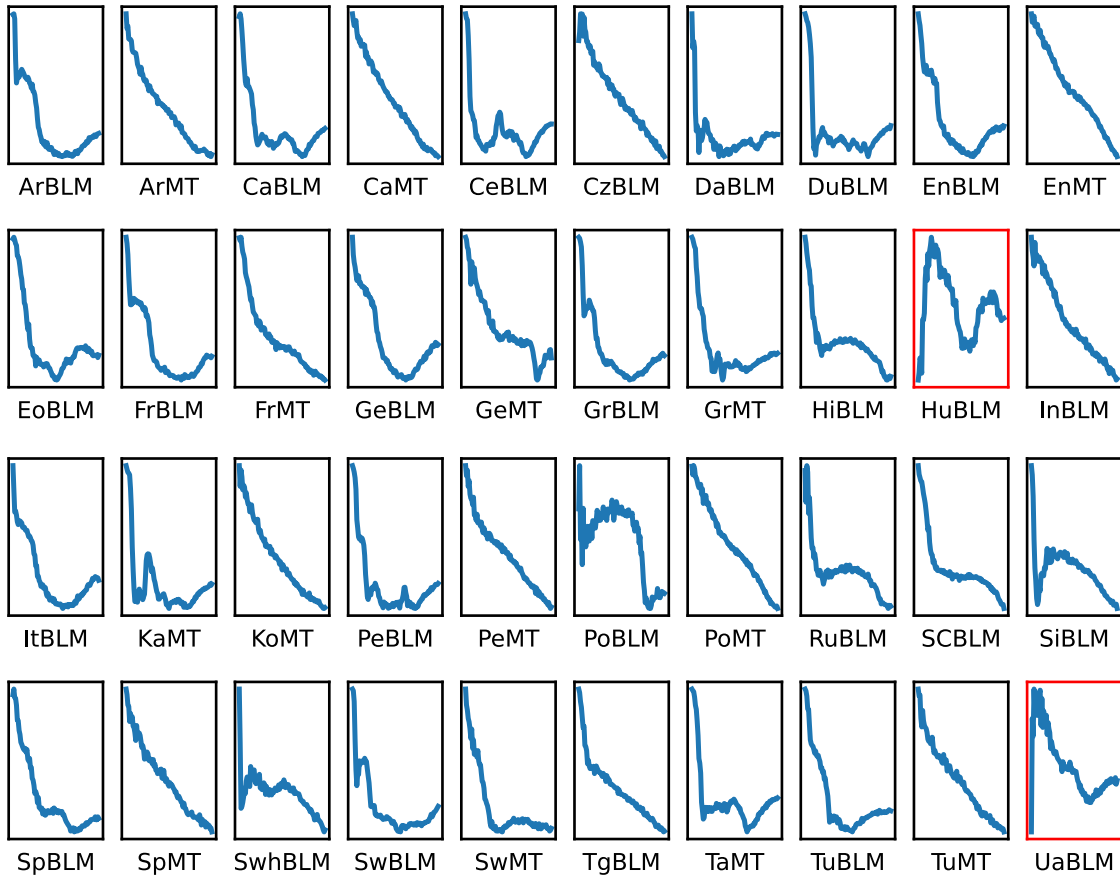 ArBLM ArMT CaBLM CaMT CeBLM CzBLM DaBLM DuBLM EnBLM EnMT
EoBLM FrBLM FrMT GeBLM GeMT GrBLM GrMT HiBLM HuBLM InBLM
ItBLM KaMT KoMT PeBLM PeMT PoBLM PoMT RuBLM SCBLM SiBLM
SpBLM SpMT SwhBLM SwBLM SwMT TgBLM TaMT TuBLM TuMT UaBLM